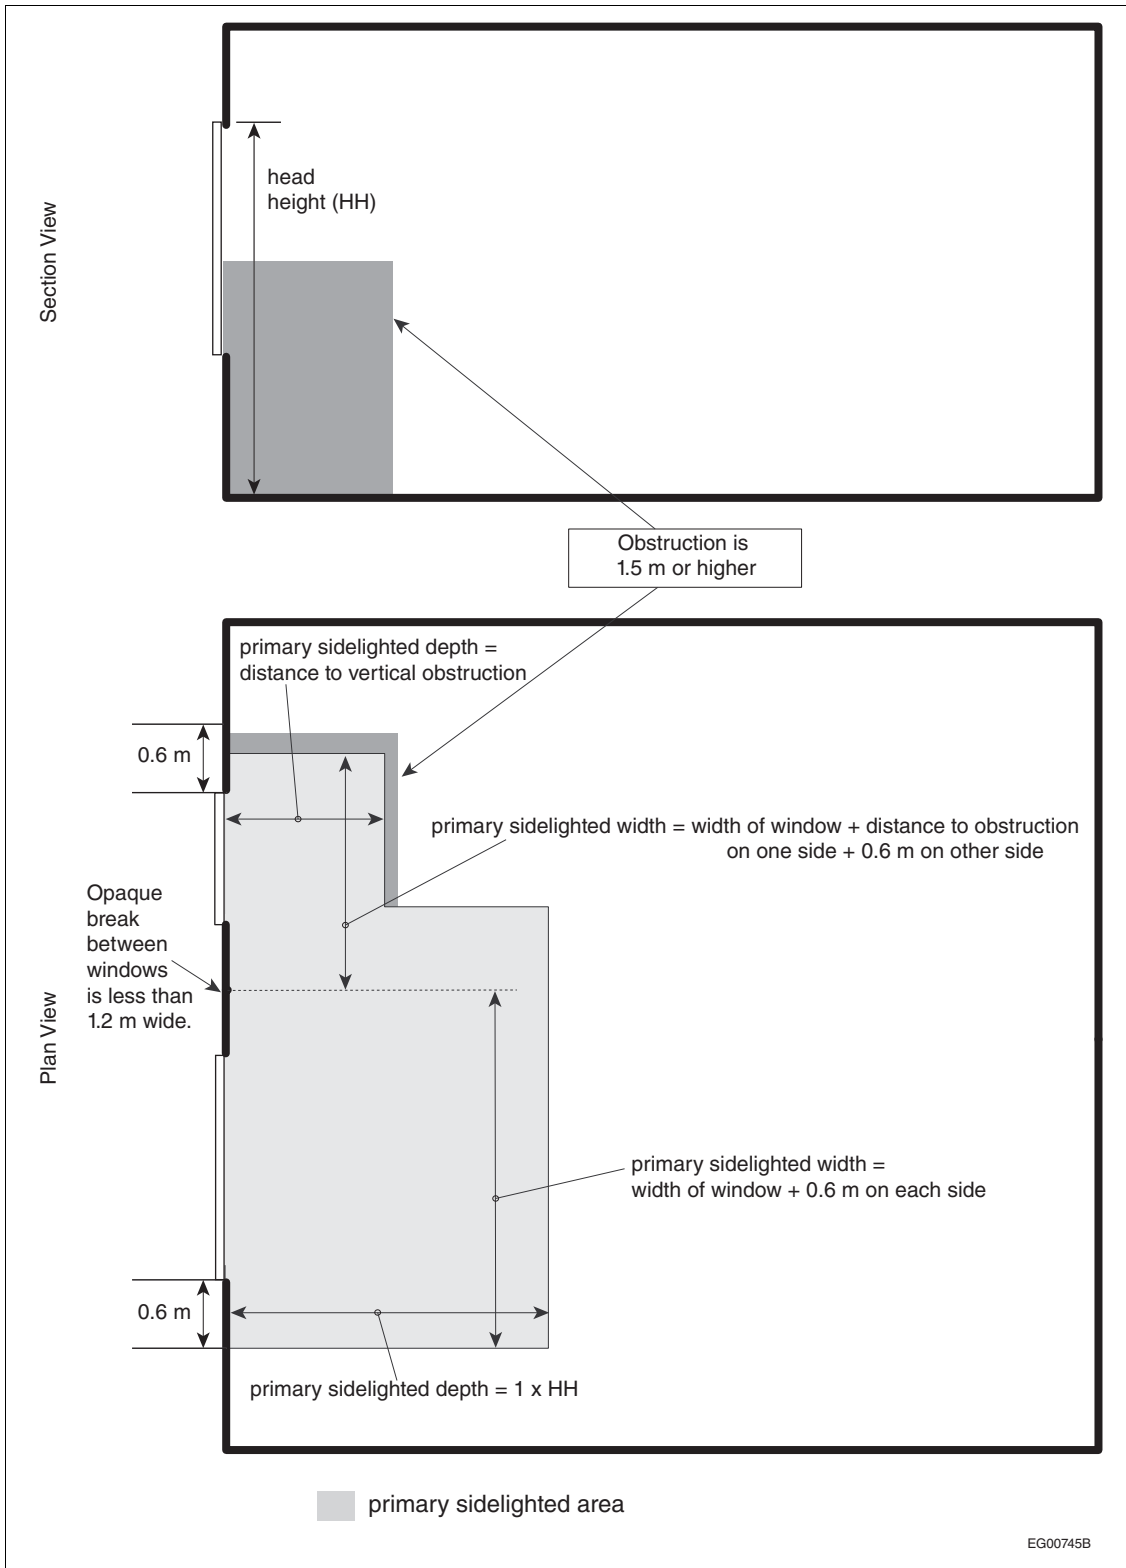 Section View
head
height (HH)
Obstruction is
1.5 m or higher
primary sidelighted depth =
distance to vertical obstruction
0.6 m
primary sidelighted width = width of window + distance to obstruction
on one side + 0.6 m on other side
Opaque
break
between
windows
is less than
1.2 m wide.
Plan View
primary sidelighted width =
width of window + 0.6 m on each side
0.6 m
primary sidelighted depth = 1 x HH
primary sidelighted area
EG00745B